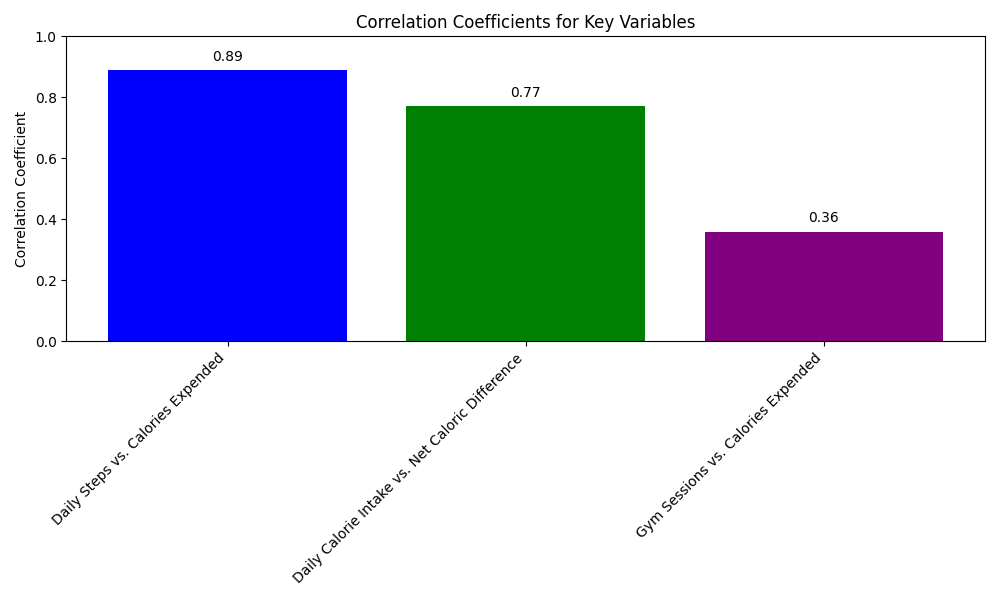 Correlation Coefficients for Key Variables
Correlation Coefficient
1.0
0.8
0.6
0.4
0.2
0.0
0.89
0.77
0.36
Daily Steps vs. Calories Expended
Daily Calorie Intake vs. Net Caloric Difference
Gym Sessions vs. Calories Expended